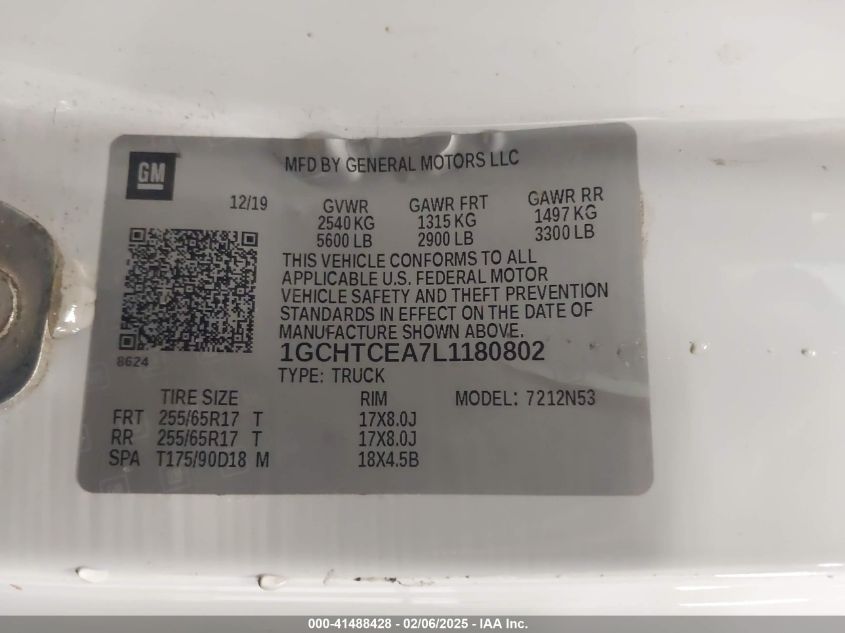 GM
MFD BY GENERAL MOTORS LLC
12/19
GVWR GAWR FRT GAWR RR
2540 KG 1315 KG 1497 KG
5600 LB 2900 LB 3300 LB
THIS VEHICLE CONFORMS TO ALL
APPLICABLE U.S. FEDERAL MOTOR
VEHICLE SAFETY AND THEFT PREVENTION
STANDARDS IN EFFECT ON THE DATE OF
MANUFACTURE SHOWN ABOVE.
8624
1GCHTCEA7L1180802
TYPE: TRUCK
TIRE SIZE RIM MODEL: 7212N53
FRT 255/65R17 T 17X8.0J
RR 255/65R17 T 17X8.0J
SPA T175/90D18 M 18X4.5B
000-41488428 - 02/06/2025 - IAA Inc.